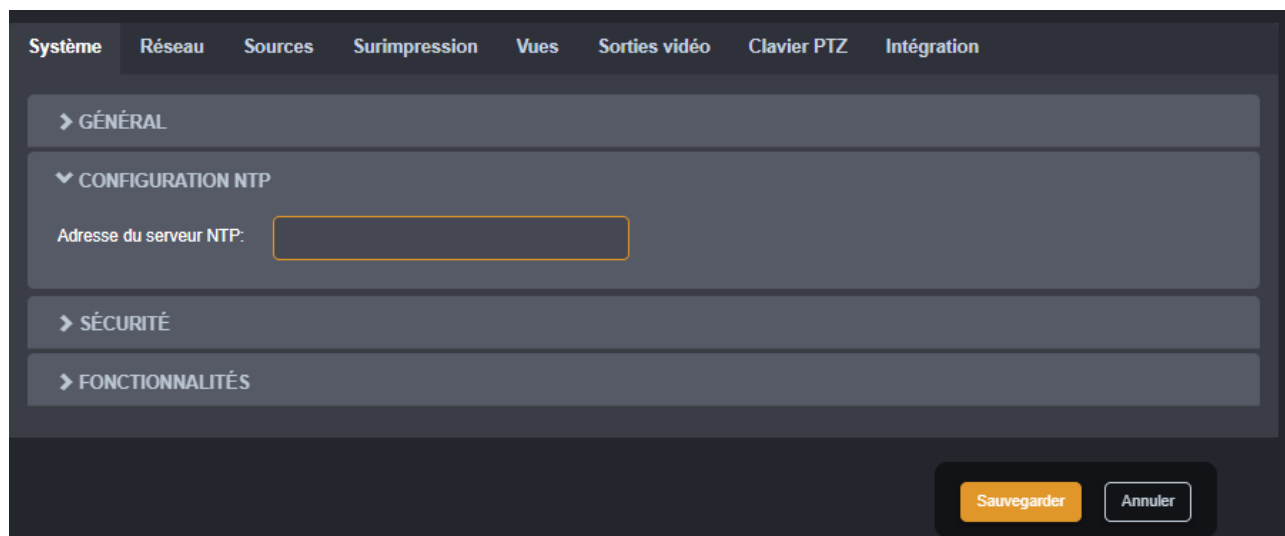 Système Réseau Sources Surimpression Vues Sorties vidéo Clavier PTZ Intégration
GÉNÉRAL
CONFIGURATION NTP
Adresse du serveur NTP:
SÉCURITÉ
FONCTIONNALITÉS
Sauvegarder Annuler